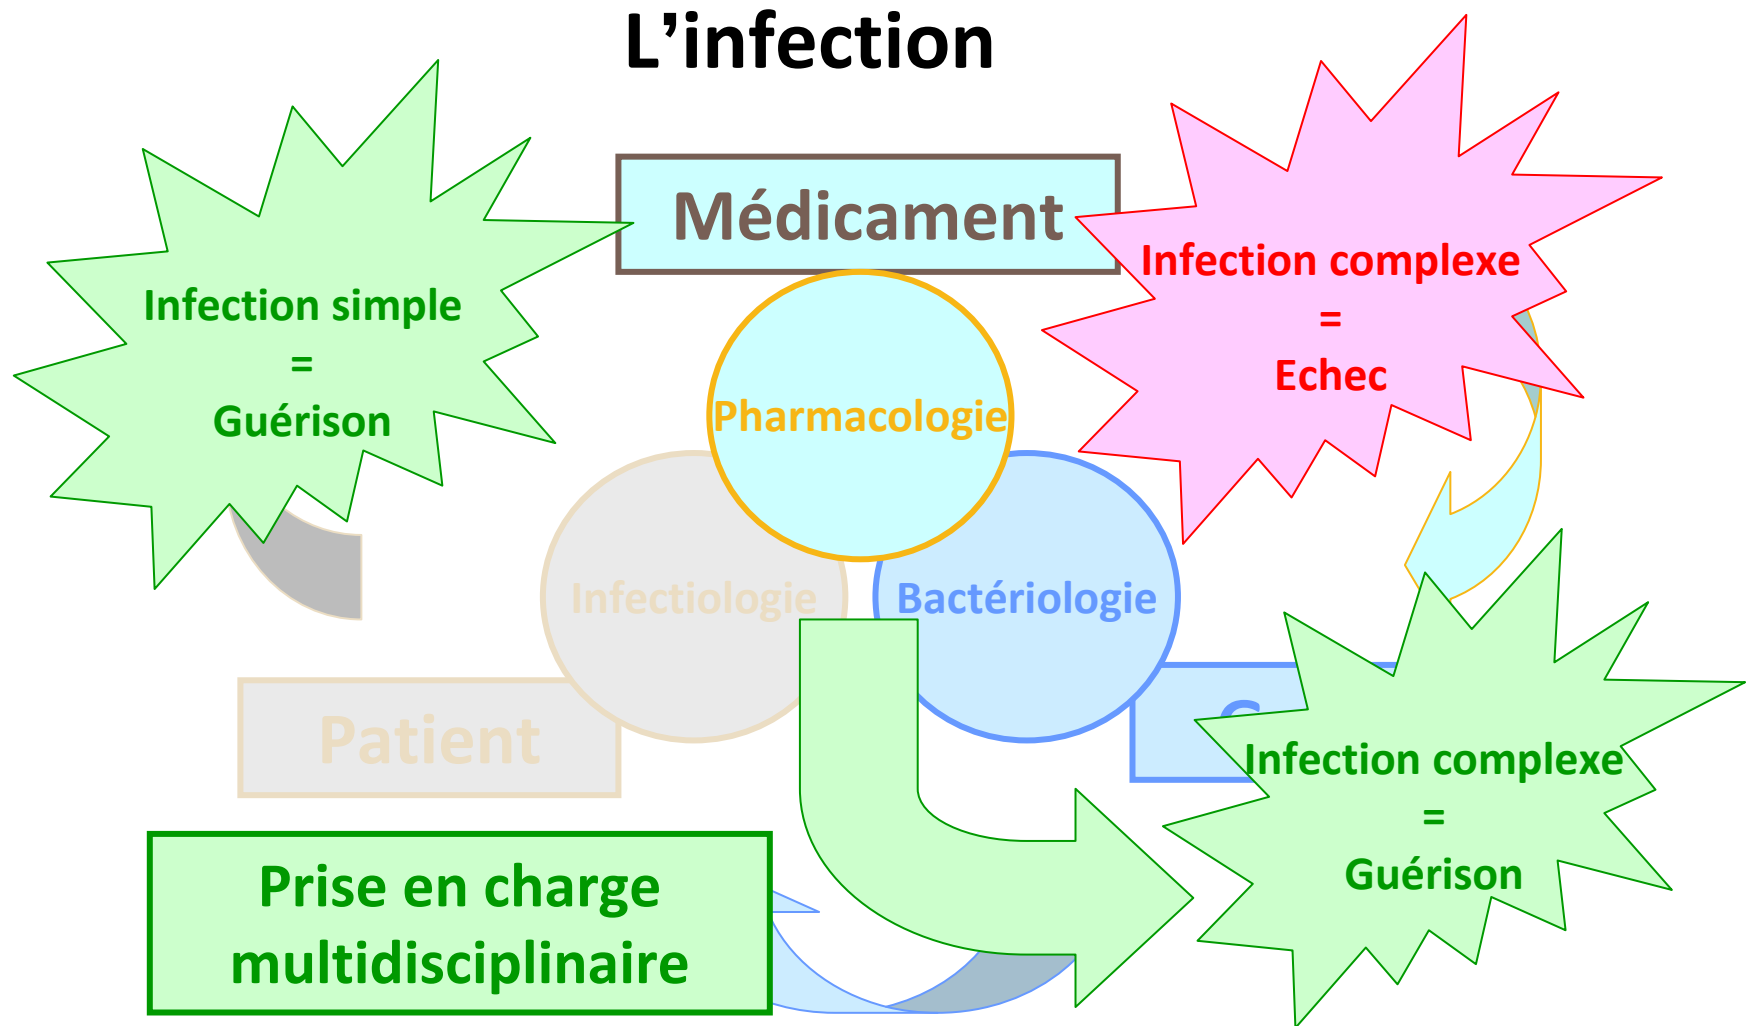 L’infection
Médicament
Infection simple
=
Guérison
Infection complexe
=
Echec
Pharmacologie
Infectiologie
Bactériologie
Patient
Infection complexe
=
Guérison
Prise en charge
multidisciplinaire